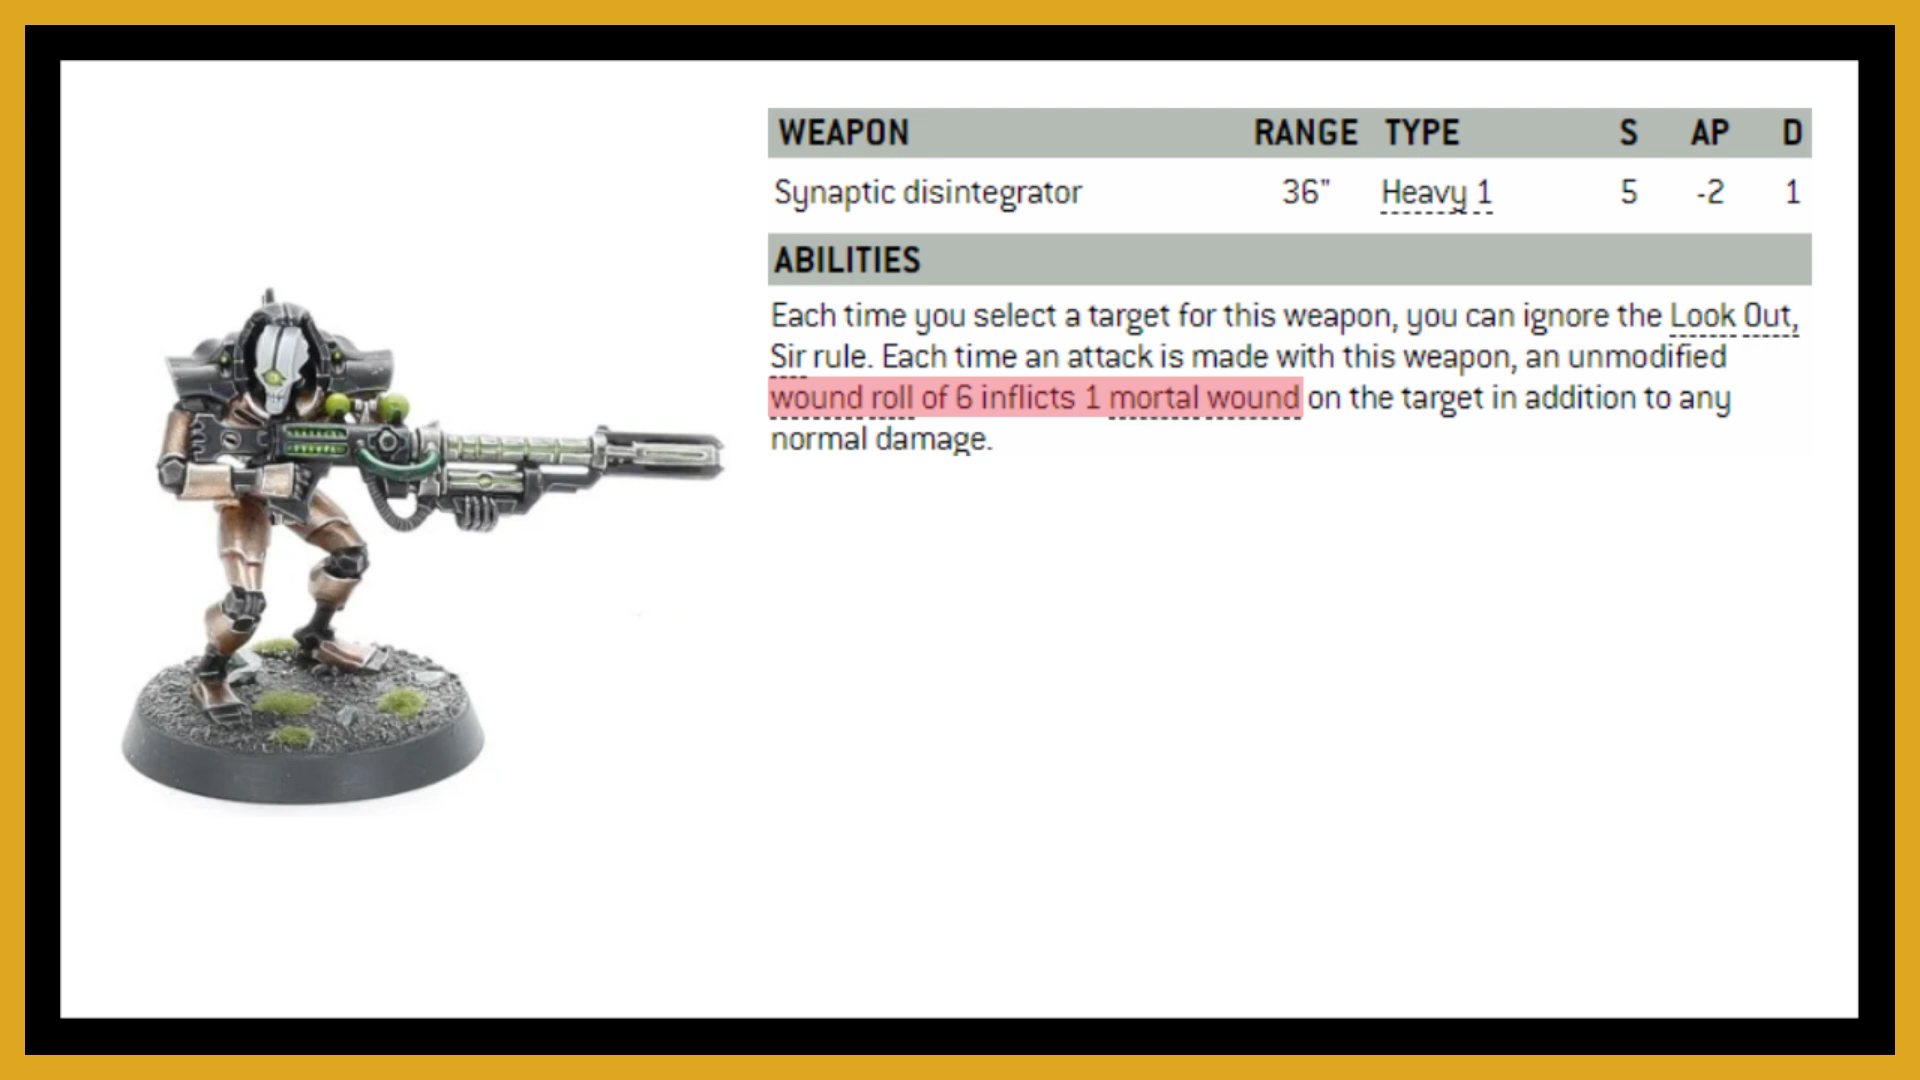 WEAPON RANGE TYPE S AP D
Synaptic disintegrator 36" Heavy 1 5 -2 1
ABILITIES
Each time you select a target for this weapon, you can ignore the Look Out,
Sir rule. Each time an attack is made with this weapon, an unmodified
wound roll of 6 inflicts 1 mortal wound on the target in addition to any
normal damage.